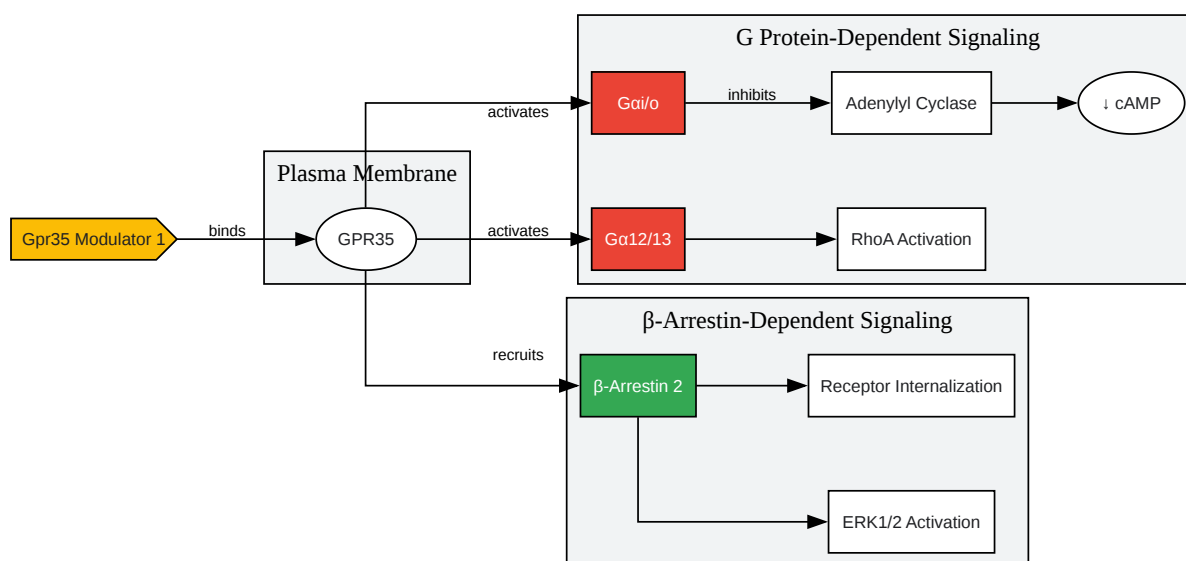 G Protein-Dependent Signaling
activates
Gαi/o
inhibits
Adenylyl Cyclase
↓ cAMP
Plasma Membrane
Gpr35 Modulator 1
binds
GPR35
activates
Gα12/13
RhoA Activation
β-Arrestin-Dependent Signaling
recruits
β-Arrestin 2
Receptor Internalization
ERK1/2 Activation